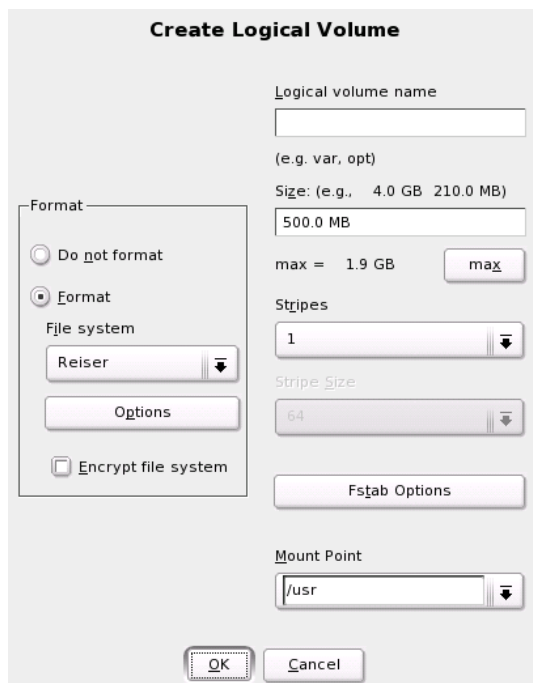 Create Logical Volume
Format
Do not format
Format
File system
Reiser
Options
Encrypt file system
Logical volume name
(e.g. var, opt)
Size: (e.g., 4.0 GB 210.0 MB)
500.0 MB
max = 1.9 GB
max
Stripes
1
Stripe Size
64
Fstab Options
Mount Point
/usr
OK
Cancel